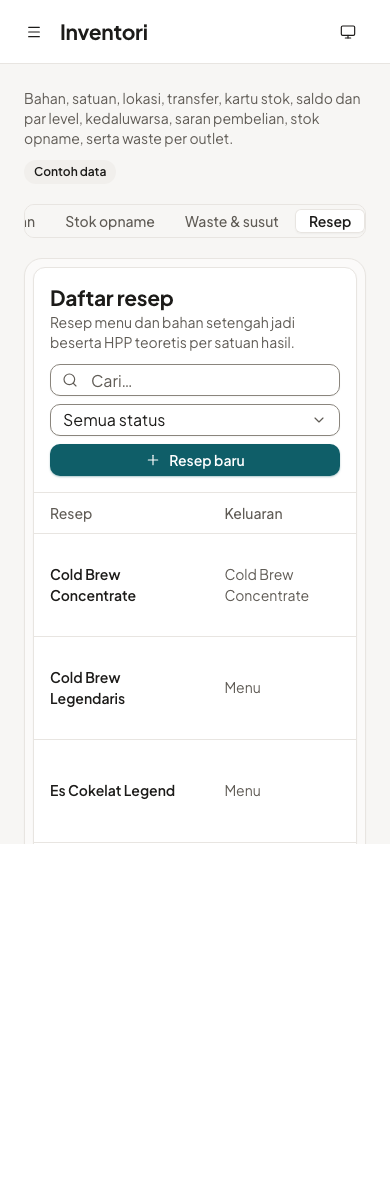 Inventori
Bahan, satuan, lokasi, transfer, kartu stok, saldo dan
par level, kedaluwarsa, saran pembelian, stok
opname, serta waste per outlet.
Contoh data
Stok opname
Waste & susut
Resep
Daftar resep
Resep menu dan bahan setengah jadi
beserta HPP teoretis per satuan hasil.
Cari...
Semua status
Resep baru
Resep
Keluaran
Cold Brew
Concentrate
Cold Brew
Concentrate
Cold Brew
Legendaris
Menu
Es Cokelat Legend
Menu